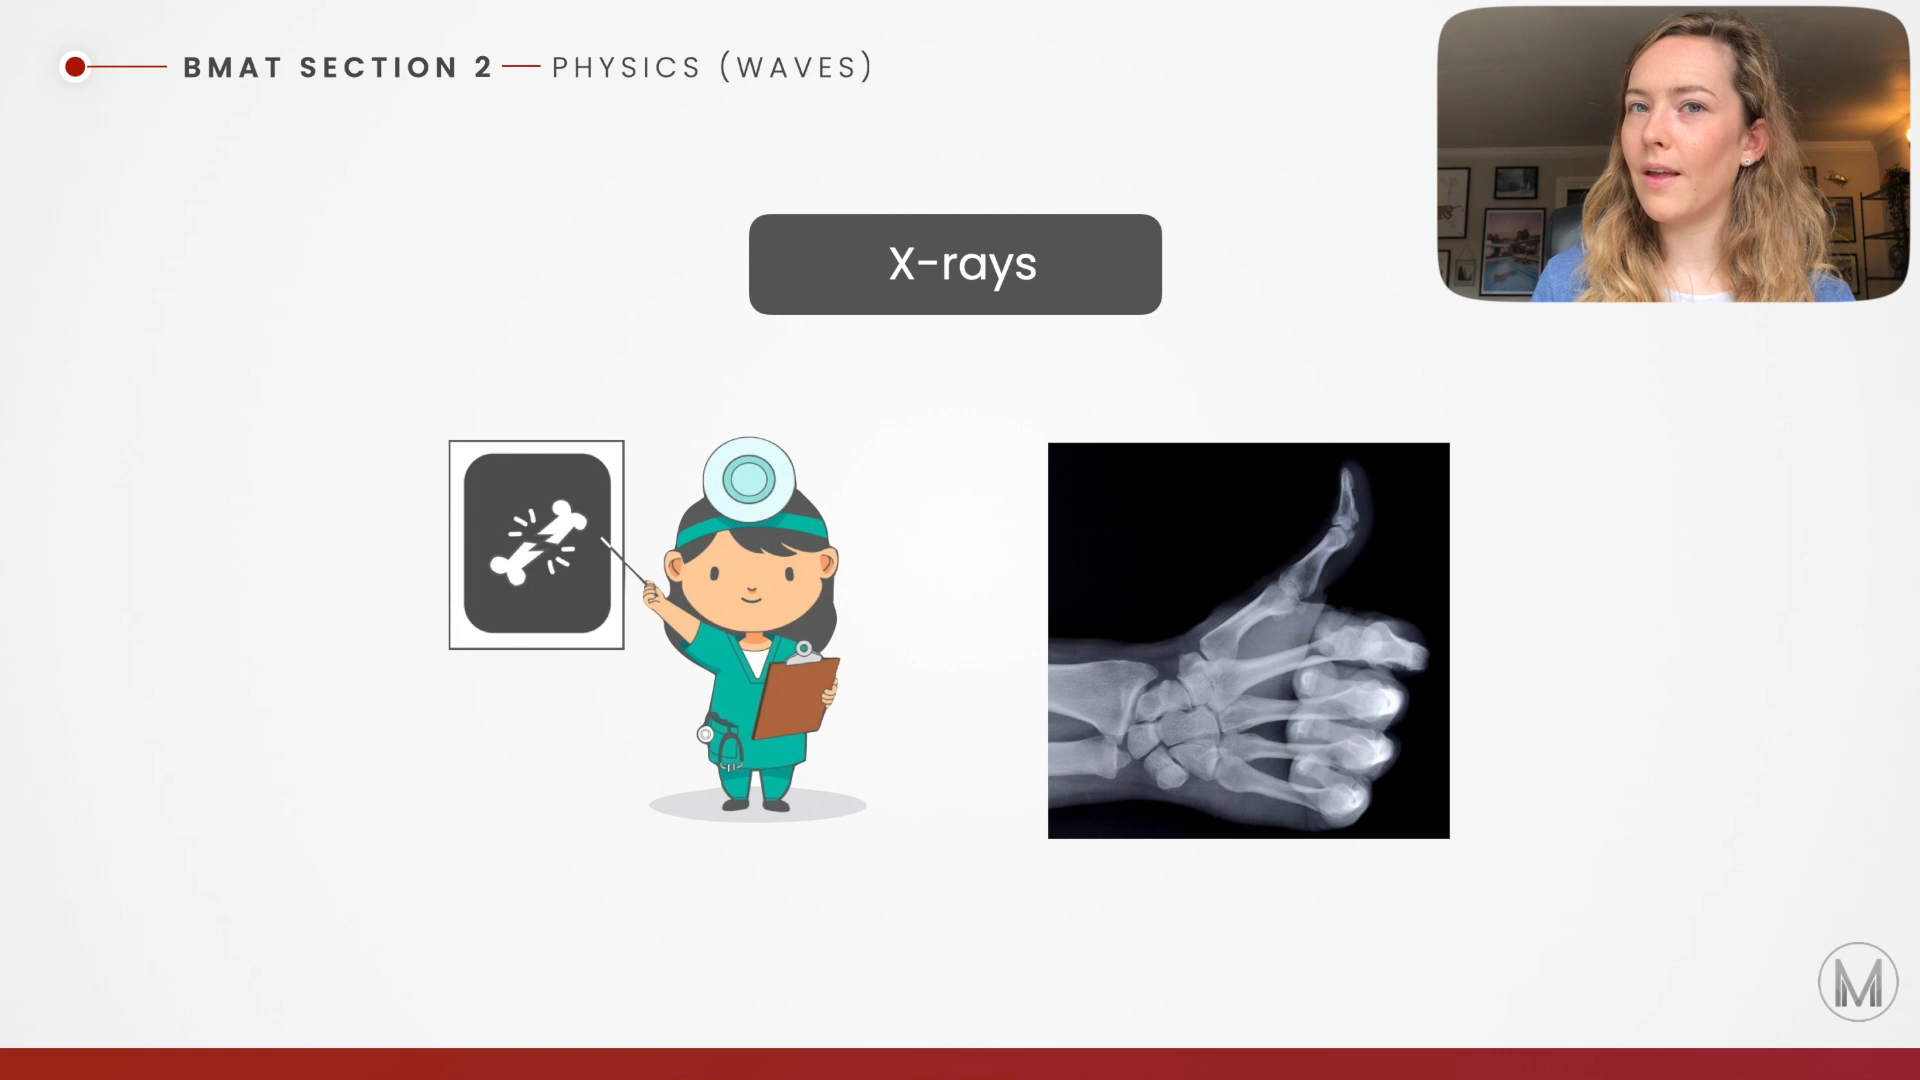 BMAT SECTION 2 — PHYSICS (WAVES)
X-rays
M